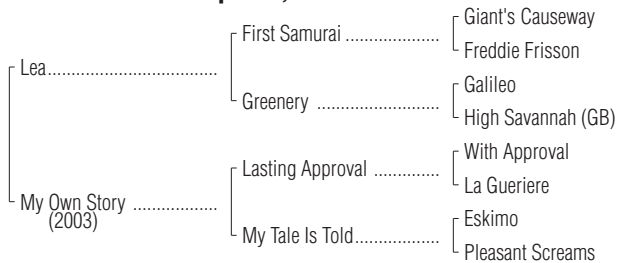 Giant's Causeway
First Samurai ....................
Freddie Frisson
Lea....................................
Galileo
Greenery ..........................
High Savannah (GB)
With Approval
Lasting Approval ..............
La Gueriere
My Own Story ..................
(2003)
Eskimo
My Tale Is Told..................
Pleasant Screams